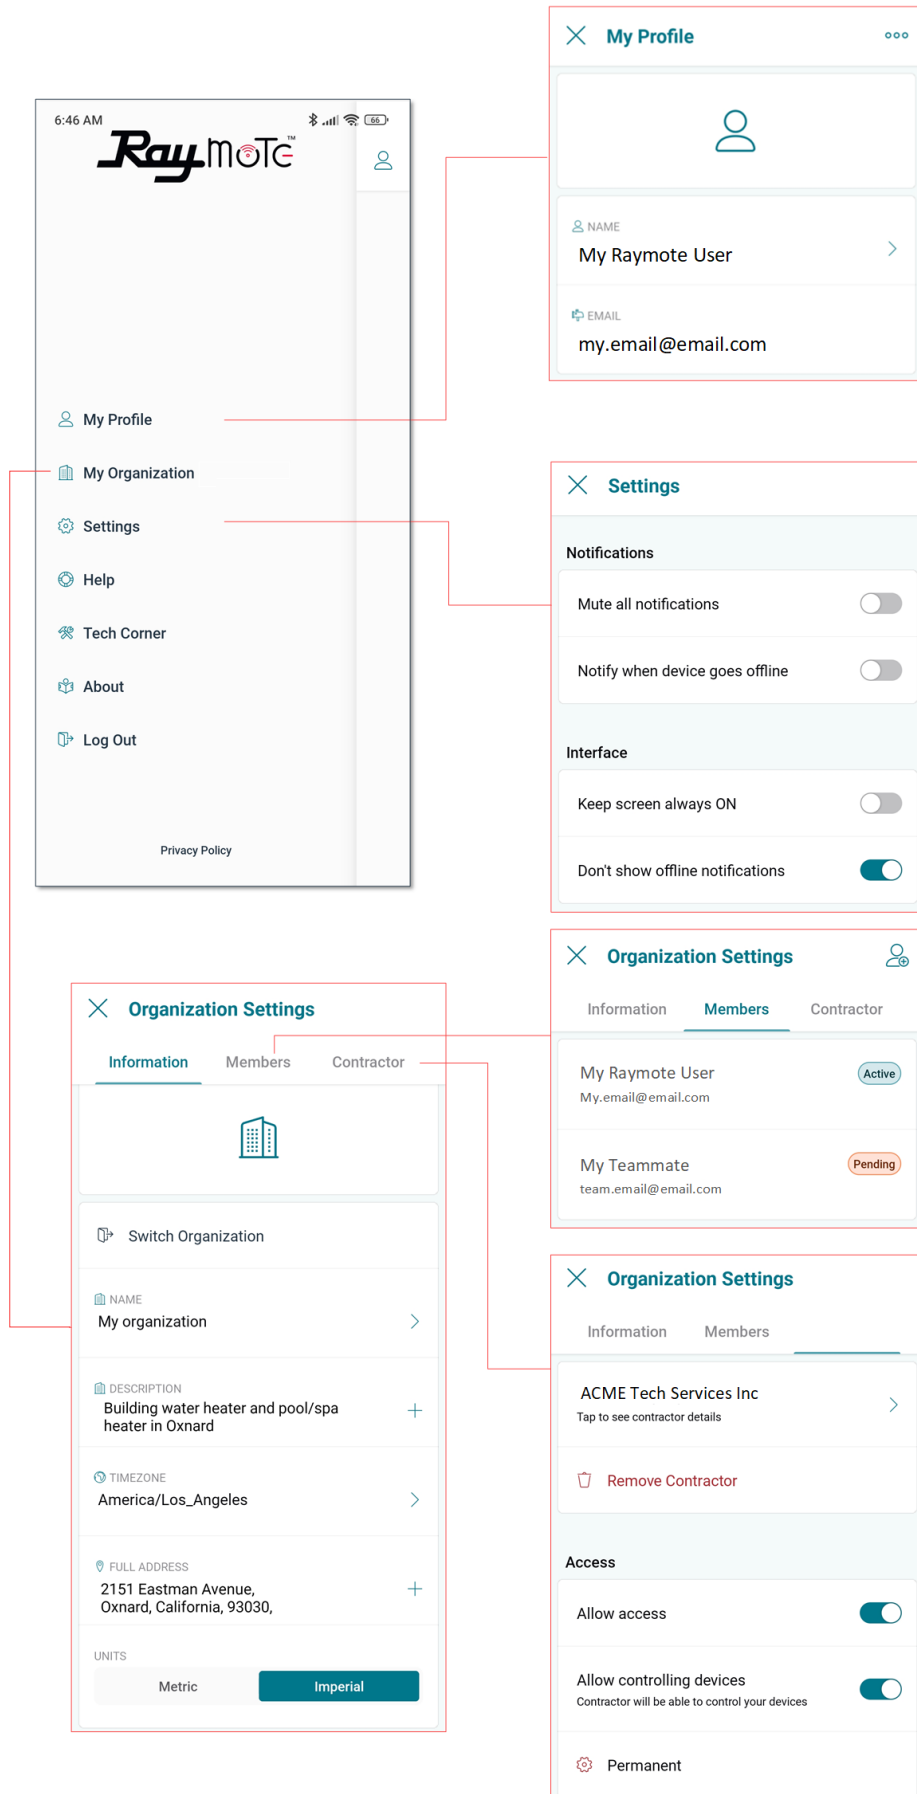 6:46 AM
66
Raymote™
My Profile
My Organization
Settings
Help
Tech Corner
About
Log Out
Privacy Policy
My Profile
NAME
My Raymote User
EMAIL
my.email@email.com
Settings
Notifications
Mute all notifications
Notify when device goes offline
Interface
Keep screen always ON
Don't show offline notifications
Organization Settings
Information Members Contractor
My Raymote User
Active
My.email@email.com
My Teammate
Pending
team.email@email.com
Organization Settings
Information Members Contractor
Switch Organization
NAME
My organization
DESCRIPTION
Building water heater and pool/spa
heater in Oxnard
TIMEZONE
America/Los_Angeles
FULL ADDRESS
2151 Eastman Avenue,
Oxnard, California, 93030,
UNITS
Metric Imperial
Organization Settings
Information Members
ACME Tech Services Inc
Tap to see contractor details
Remove Contractor
Access
Allow access
Allow controlling devices
Contractor will be able to control your devices
Permanent